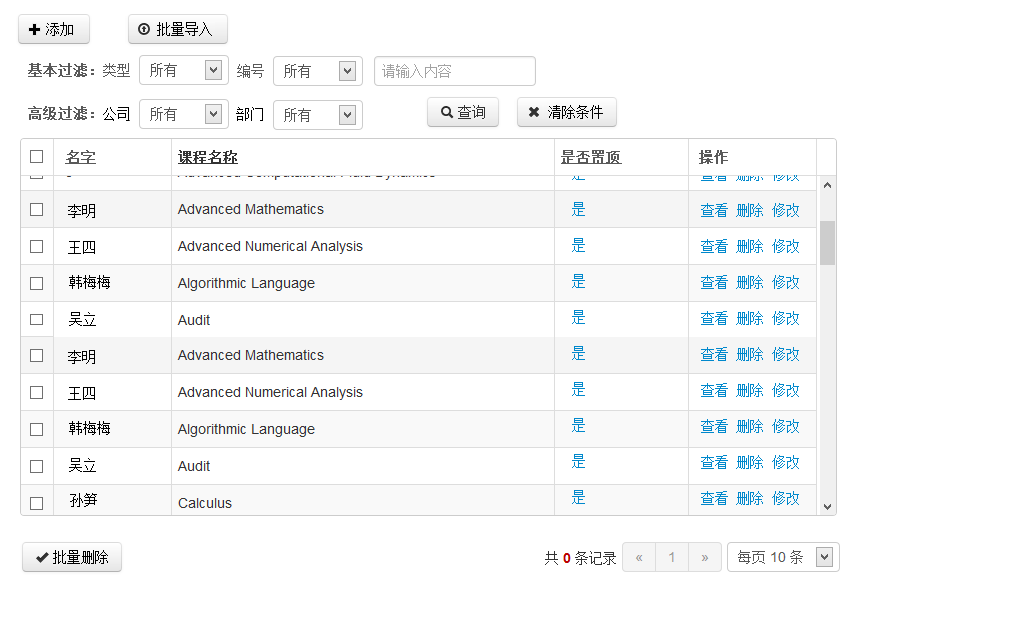 添加 批量导入
基本过滤：类型 所有 编号 所有 请输入内容
高级过滤：公司 所有 部门 所有 查询 清除条件
名字 课程名称 是否置顶 操作
Advanced Computational Fluid Dynamics 是 查看 删除 修改
李明 Advanced Mathematics 是 查看 删除 修改
王四 Advanced Numerical Analysis 是 查看 删除 修改
韩梅梅 Algorithmic Language 是 查看 删除 修改
吴立 Audit 是 查看 删除 修改
李明 Advanced Mathematics 是 查看 删除 修改
王四 Advanced Numerical Analysis 是 查看 删除 修改
韩梅梅 Algorithmic Language 是 查看 删除 修改
吴立 Audit 是 查看 删除 修改
孙笋 Calculus 是 查看 删除 修改
批量删除 共 0 条记录 « 1 » 每页 10 条